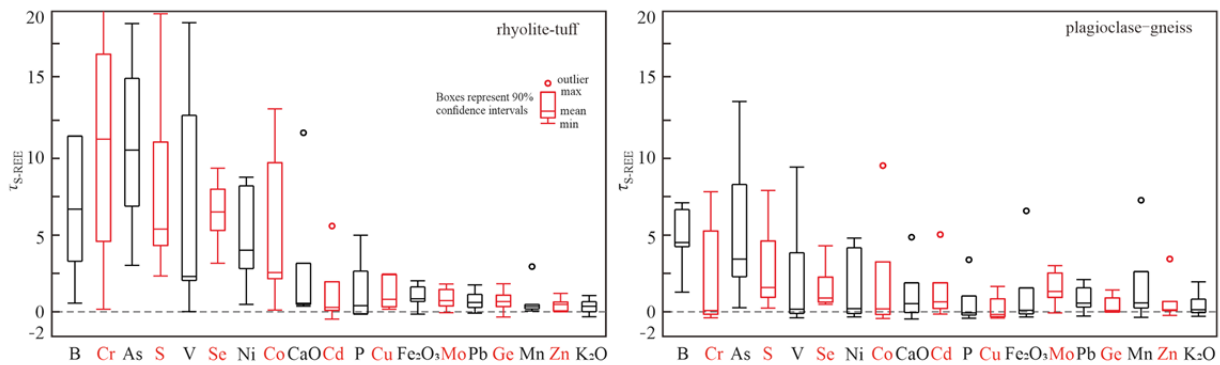 20
15
10
5
0
-2
τS-REE
rhyolite-tuff
Boxes represent 90%
confidence intervals
outlier
max
mean
min
B Cr As S V Se Ni Co CaO Cd P Cu Fe₂O₃ Mo Pb Ge Mn Zn K₂O
20
15
10
5
0
-2
τS-REE
plagioclase-gneiss
B Cr As S V Se Ni Co CaO Cd P Cu Fe₂O₃ Mo Pb Ge Mn Zn K₂O